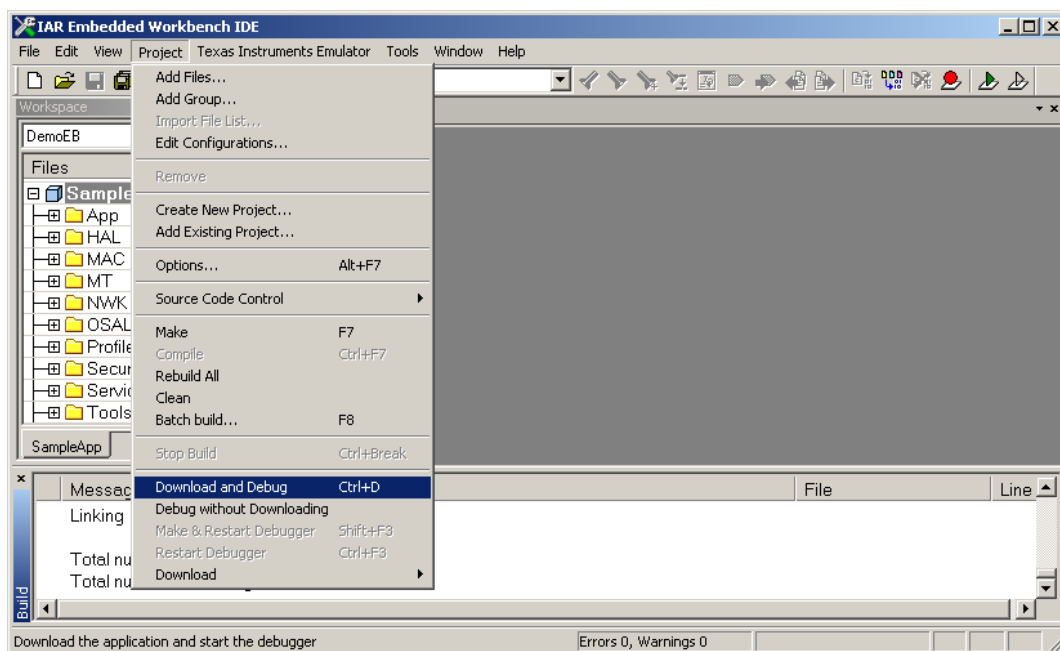 IAR Embedded Workbench IDE
File Edit View Project Texas Instruments Emulator Tools Window Help
Workspace
DemoEB
Files
Sample
App
HAL
MAC
MT
NWK
OSAL
Profile
Secur
Servic
Tools
SampleApp
Add Files...
Add Group...
Import File List...
Edit Configurations...
Remove
Create New Project...
Add Existing Project...
Options... Alt+F7
Source Code Control
Make F7
Compile Ctrl+F7
Rebuild All
Clean
Batch build... F8
Stop Build Ctrl+Break
Download and Debug Ctrl+D
Debug without Downloading
Make & Restart Debugger Shift+F3
Restart Debugger Ctrl+F3
Download
Messag File Line
Linking
Total nu
Total nu
Build
Download the application and start the debugger Errors 0, Warnings 0